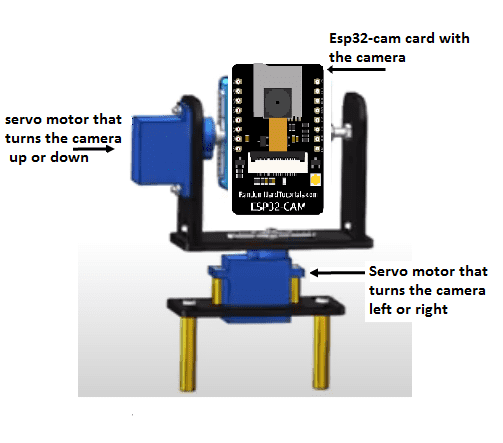 Esp32-cam card with
the camera
servo motor that
turns the camera
up or down
RandomNerdTutorials.com
ESP32-CAM
Servo motor that
turns the camera
left or right